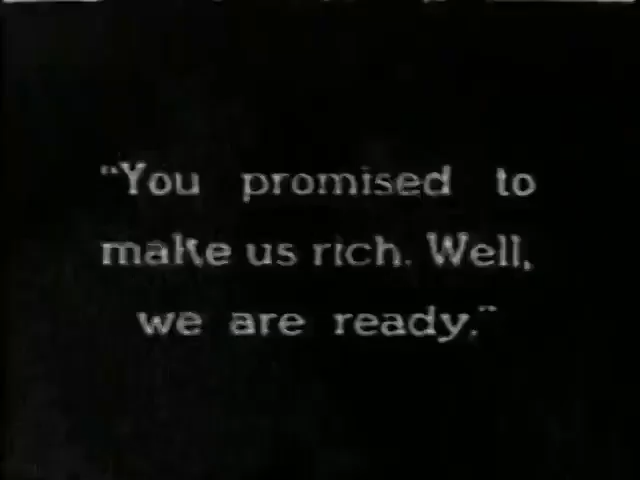 "You promised to
make us rich. Well,
we are ready."